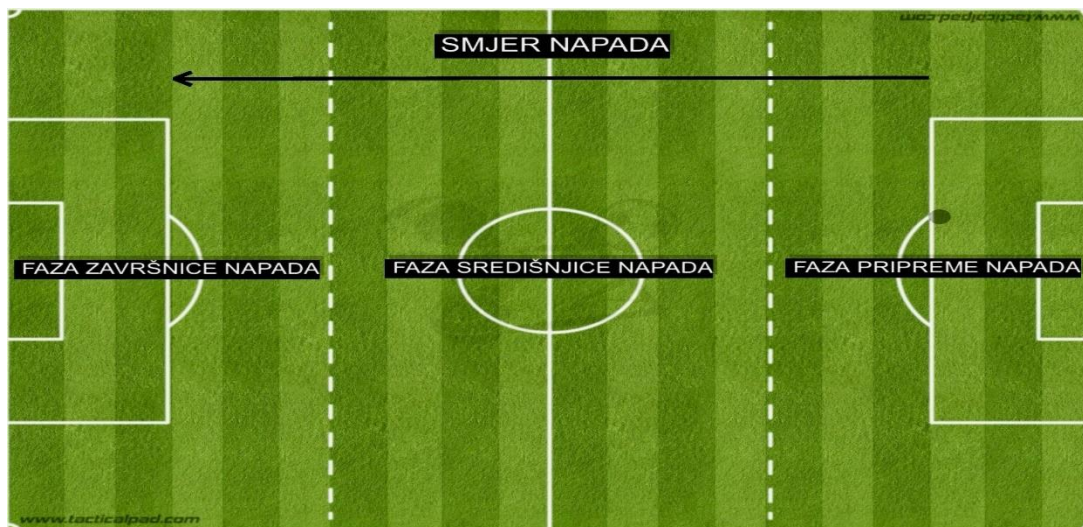 www.tacticalpad.com
SMJER NAPADA
FAZA ZAVRŠNICE NAPADA
FAZA SREDIŠNJICE NAPADA
FAZA PRIPREME NAPADA
www.tacticalpad.com